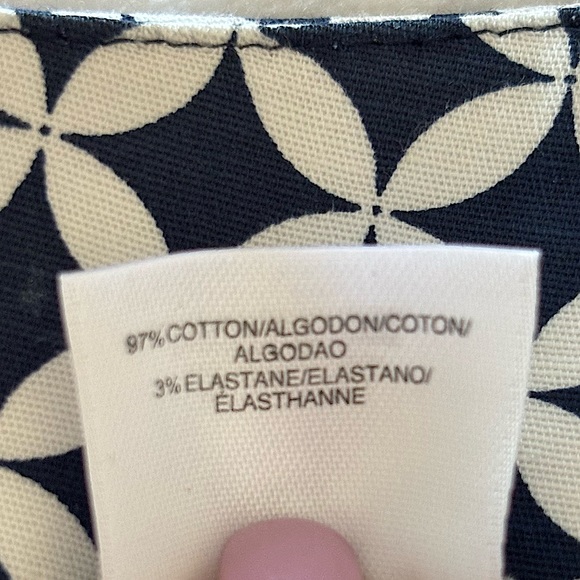 97% COTTON/ALGODON/COTON/
ALGODAO
3% ELASTANE/ELASTANO/
ÉLASTHANNE